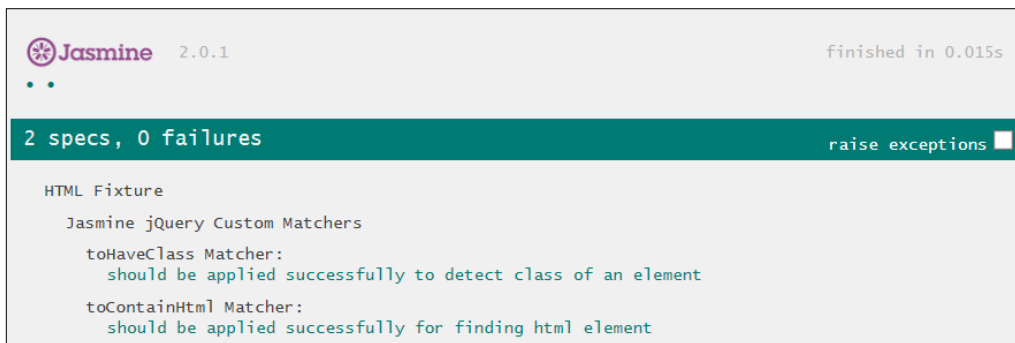 Jasmine 2.0.1 finished in 0.015s
2 specs, 0 failures raise exceptions
HTML Fixture
Jasmine jQuery Custom Matchers
toHaveClass Matcher:
should be applied successfully to detect class of an element
toContainHtml Matcher:
should be applied successfully for finding html element